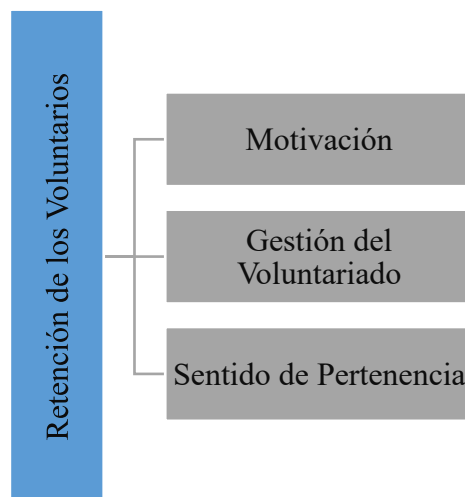 Retención de los Voluntarios
Motivación
Gestión del
Voluntariado
Sentido de Pertenencia